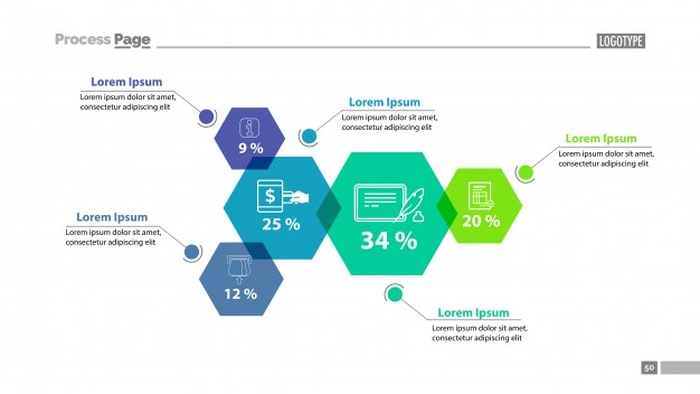 Process Page
LOGOTYPE
Lorem Ipsum
Lorem ipsum dolor sit amet,
consectetur adipiscing elit
9 %
Lorem Ipsum
Lorem ipsum dolor sit amet,
consectetur adipiscing elit
Lorem Ipsum
Lorem ipsum dolor sit amet,
consectetur adipiscing elit
$
25 %
34 %
20 %
Lorem Ipsum
Lorem ipsum dolor sit amet,
consectetur adipiscing elit
12 %
Lorem Ipsum
Lorem ipsum dolor sit amet,
consectetur adipiscing elit
50